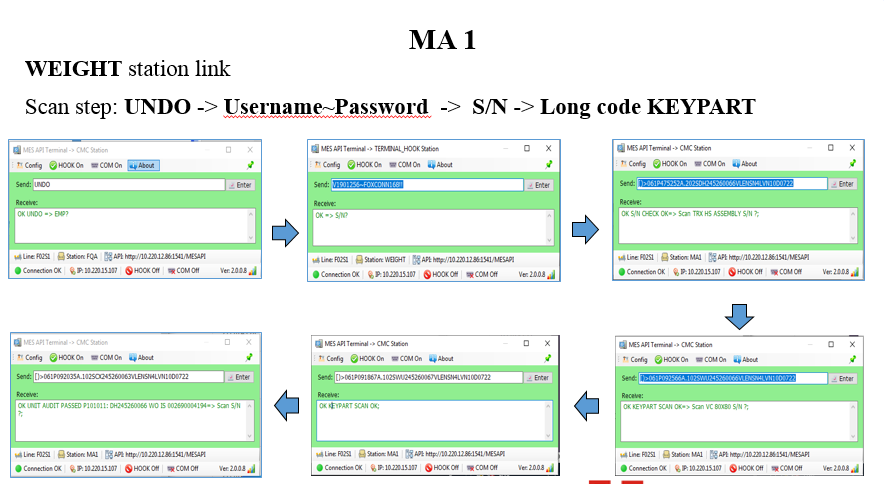 MA 1
WEIGHT station link
Scan step: UNDO -> Username~Password -> S/N -> Long code KEYPART
MES API Terminal -> CMC Station
Config HOOK On COM On About
Send: UNDO Enter
Receive:
OK UNDO => EMP?
Line: F02S1 Station: FQA API: http://10.220.12.86:1541/MESAPI
Connection OK IP: 10.220.15.107 HOOK Off COM Off Ver: 2.0.0.8
MES API Terminal -> TERMINAL_HOOK Station
Config HOOK On COM On About
Send: Enter
Receive:
OK => S/N?
Line: F02S1 Station: WEIGHT API: http://10.220.12.86:1541/MESAPI
Connection OK IP: 10.220.15.107 HOOK Off COM Off Ver: 2.0.0.8
MES API Terminal -> CMC Station
Config HOOK On COM On About
Send: []>061P475252A.202SDH245260066VLENSN4LVN10D0722 Enter
Receive:
OK S/N CHECK OK=> Scan TRX HS ASSEMBLY S/N ?;
Line: F02S1 Station: MA1 API: http://10.220.12.86:1541/MESAPI
Connection OK IP: 10.220.15.107 HOOK Off COM Off Ver: 2.0.0.8
MES API Terminal -> CMC Station
Config HOOK On COM On About
Send: []>061P092566A.102SWU245260066VLENSN4LVN10D0722 Enter
Receive:
OK KEYPART SCAN OK=> Scan VC B0XB0 S/N ?;
Line: F02S1 Station: MA1 API: http://10.220.12.86:1541/MESAPI
Connection OK IP: 10.220.15.107 HOOK Off COM Off Ver: 2.0.0.8
MES API Terminal -> CMC Station
Config HOOK On COM On About
Send: []>061P091867A.102SWU245260067VLENSN4LVN10D0722 Enter
Receive:
OK KEYPART SCAN OK;
Line: F02S1 Station: MA1 API: http://10.220.12.86:1541/MESAPI
Connection OK IP: 10.220.15.107 HOOK Off COM Off Ver: 2.0.0.8
MES API Terminal -> CMC Station
Config HOOK On COM On About
Send: []>061P092035A.102SCK245260063VLENSN4LVN10D0722 Enter
Receive:
OK UNIT AUDIT PASSED P101011: DH245260066 WO IS 002690004194=> Scan S/N
?;
Line: F02S1 Station: MA1 API: http://10.220.12.86:1541/MESAPI
Connection OK IP: 10.220.15.107 HOOK Off COM Off Ver: 2.0.0.8